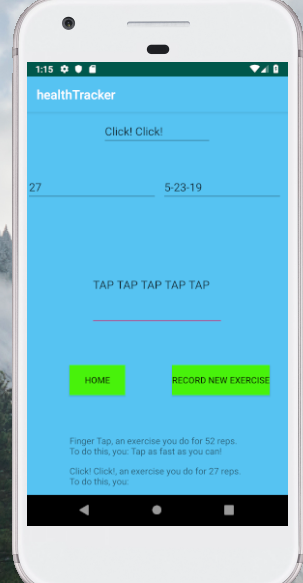 1:15
healthTracker
Click! Click!
27 5-23-19
TAP TAP TAP TAP TAP
HOME RECORD NEW EXERCISE
Finger Tap, an exercise you do for 52 reps.
To do this, you: Tap as fast as you can!
Click! Click!, an exercise you do for 27 reps.
To do this, you: